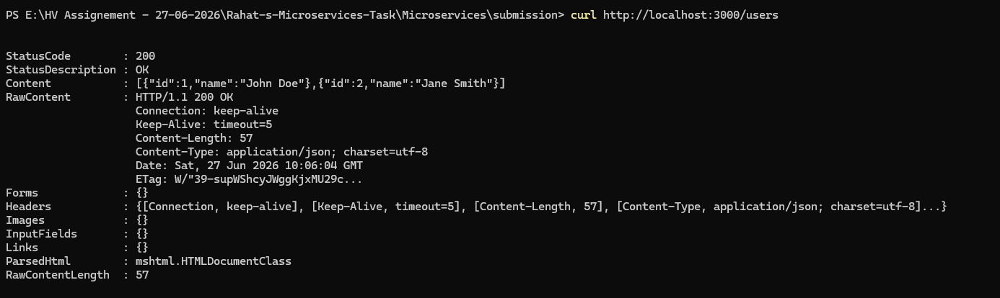 PS E:\HV Assignement - 27-06-2026\Rahat-s-Microservices-Task\Microservices\submission> curl http://localhost:3000/users
StatusCode        : 200
StatusDescription : OK
Content           : [{"id":1,"name":"John Doe"},{"id":2,"name":"Jane Smith"}]
RawContent        : HTTP/1.1 200 OK
                    Connection: keep-alive
                    Keep-Alive: timeout=5
                    Content-Length: 57
                    Content-Type: application/json; charset=utf-8
                    Date: Sat, 27 Jun 2026 10:06:04 GMT
                    ETag: W/"39-supWShcyJWggKjxMU29c...
Forms             : {}
Headers           : {[Connection, keep-alive], [Keep-Alive, timeout=5], [Content-Length, 57], [Content-Type, application/json; charset=utf-8]...}
Images            : {}
InputFields       : {}
Links             : {}
ParsedHtml        : mshtml.HTMLDocumentClass
RawContentLength  : 57